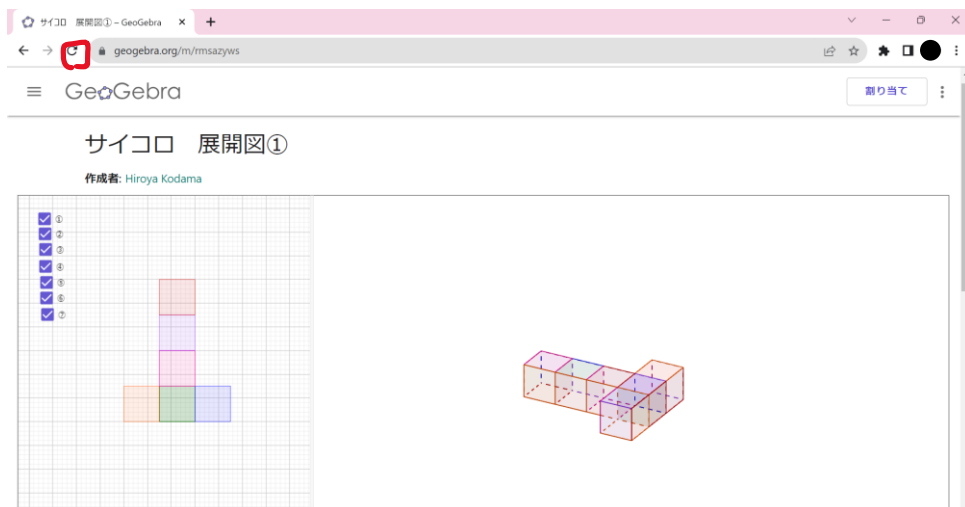 サイコロ 展開図① – GeoGebra
geogebra.org/m/rmsazyws
GeoGebra
割り当て
サイコロ 展開図①
作成者: Hiroya Kodama
①
②
③
④
⑤
⑥
⑦